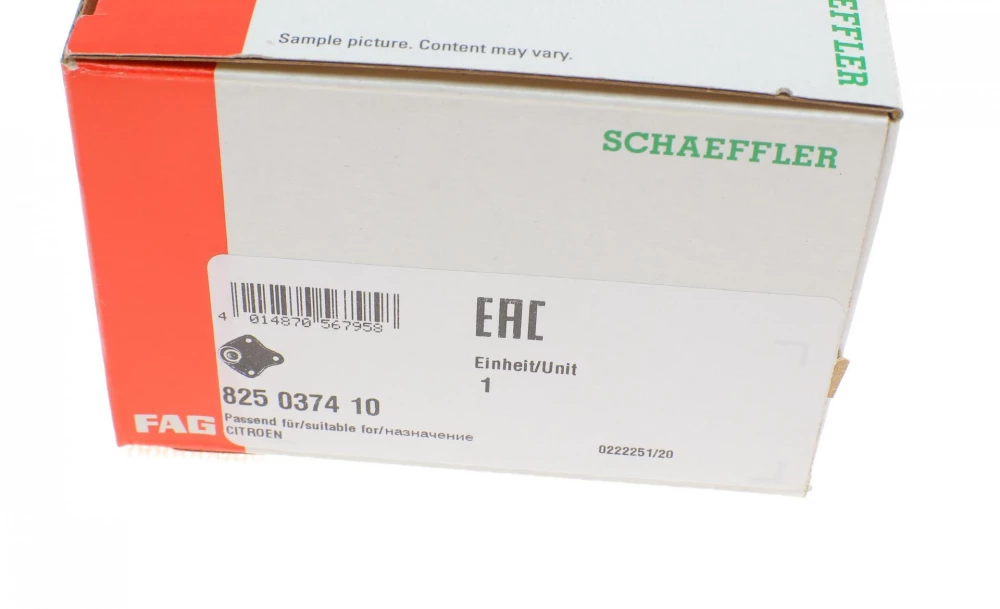 Sample picture. Content may vary.
SCHAEFFLER
SCHAEFFLER
4 014870 567958
EAC
Einheit/Unit
1
825 0374 10
FAG
Passend für/suitable for/назначение
CITROEN
0222251/20